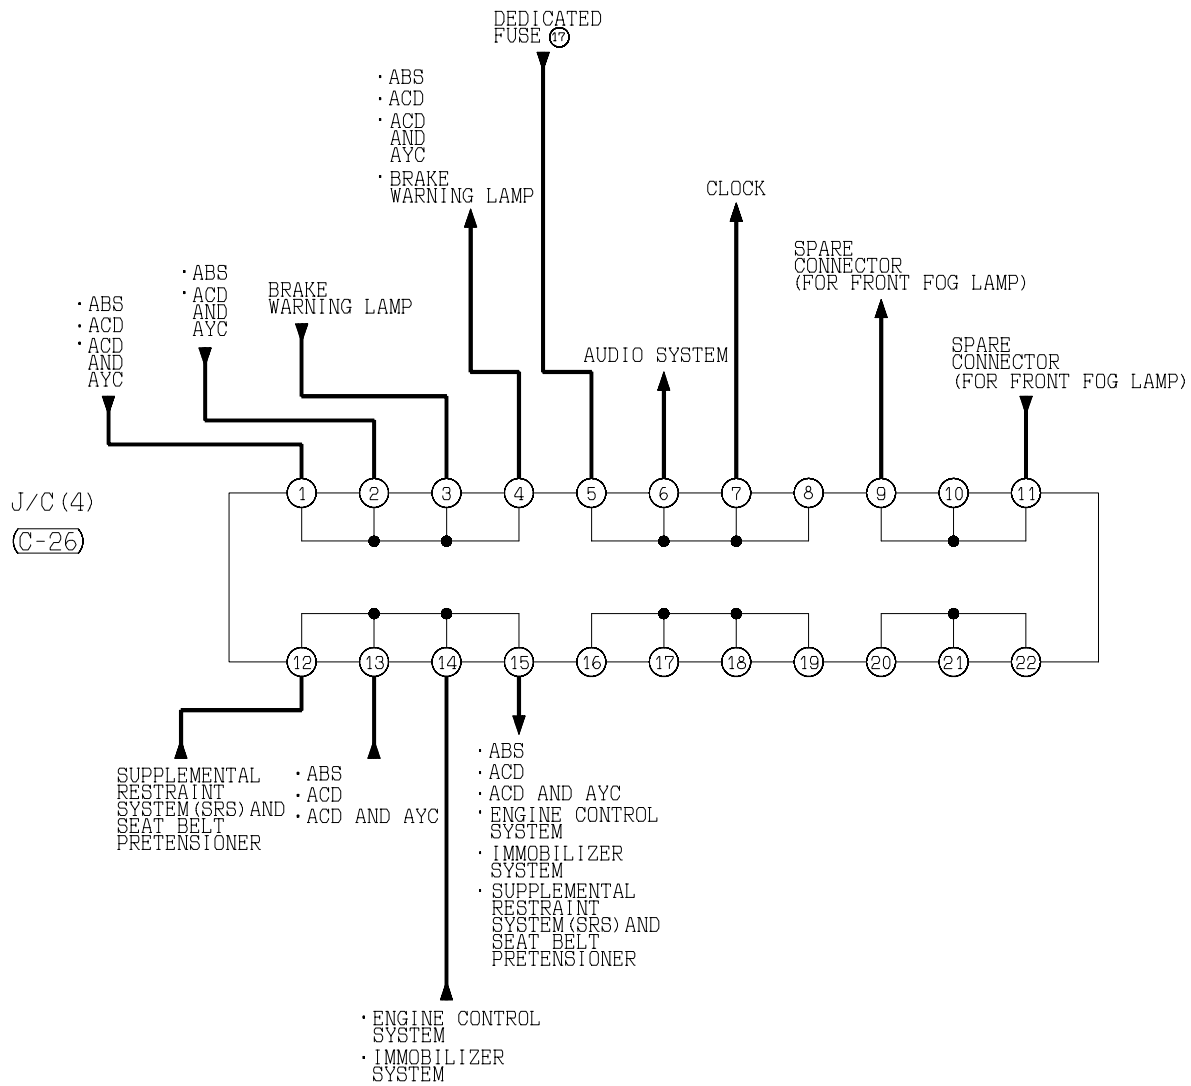 DEDICATED
FUSE 17
· ABS
· ACD
· ACD
AND
AYC
· BRAKE
WARNING LAMP
CLOCK
SPARE
CONNECTOR
(FOR FRONT FOG LAMP)
· ABS
· ACD
AND
AYC
BRAKE
WARNING LAMP
· ABS
· ACD
· ACD
AND
AYC
AUDIO SYSTEM
SPARE
CONNECTOR
(FOR FRONT FOG LAMP)
J/C(4)
C-26
1 2 3 4 5 6 7 8 9 10 11
12 13 14 15 16 17 18 19 20 21 22
SUPPLEMENTAL
RESTRAINT
SYSTEM(SRS)AND
SEAT BELT
PRETENSIONER
· ABS
· ACD
· ACD AND AYC
· ABS
· ACD
· ACD AND AYC
· ENGINE CONTROL
SYSTEM
· IMMOBILIZER
SYSTEM
· SUPPLEMENTAL
RESTRAINT
SYSTEM(SRS)AND
SEAT BELT
PRETENSIONER
· ENGINE CONTROL
SYSTEM
· IMMOBILIZER
SYSTEM